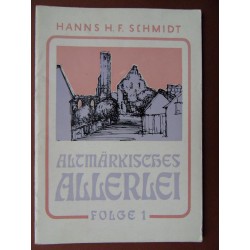 HANNS H. F. SCHMIDT
ALTMÄRKISCHES
ALLERLEI
FOLGE 1